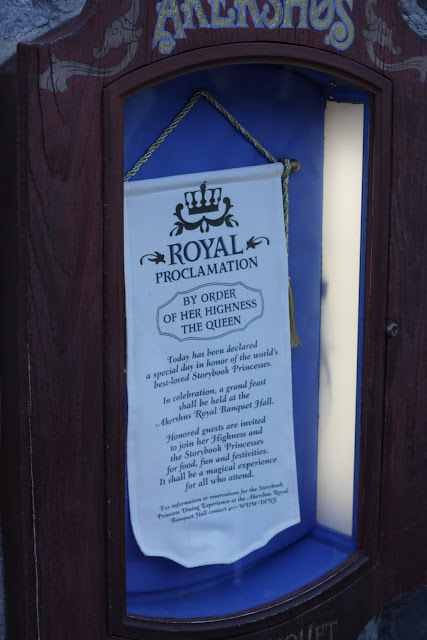 AKERSHUS
ROYAL
PROCLAMATION
BY ORDER
OF HER HIGHNESS
THE QUEEN
Today has been declared
a special day in honor of the world's
best-loved Storybook Princesses.
In celebration, a grand feast
shall be held at the
Akershus Royal Banquet Hall.
Honored guests are invited
to join her Highness and
the Storybook Princesses
for food, fun and festivities.
It shall be a magical experience
for all who attend.
For information or reservations for the Storybook
Princess Dining Experience at the Akershus Royal
Banquet Hall contact 407-WDW-DINE